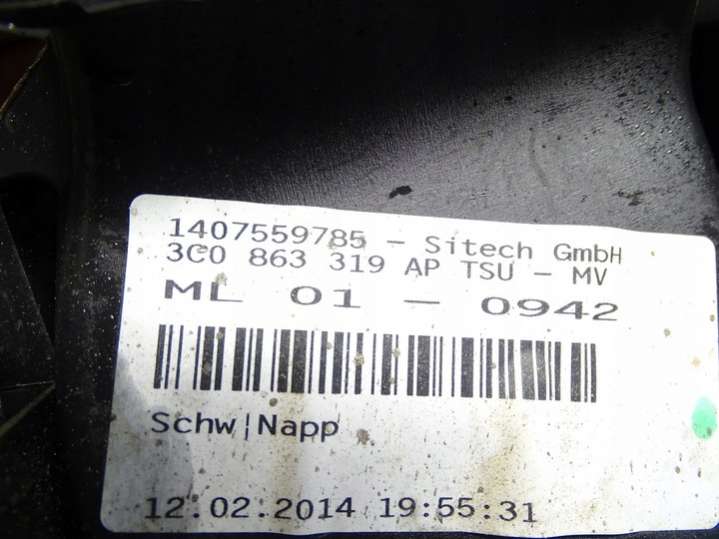 1407559785 - Sitech GmbH
3C0 863 319 AP TSU - MV
ML 01 - 0942
Schw|Napp
12.02.2014 19:55:31